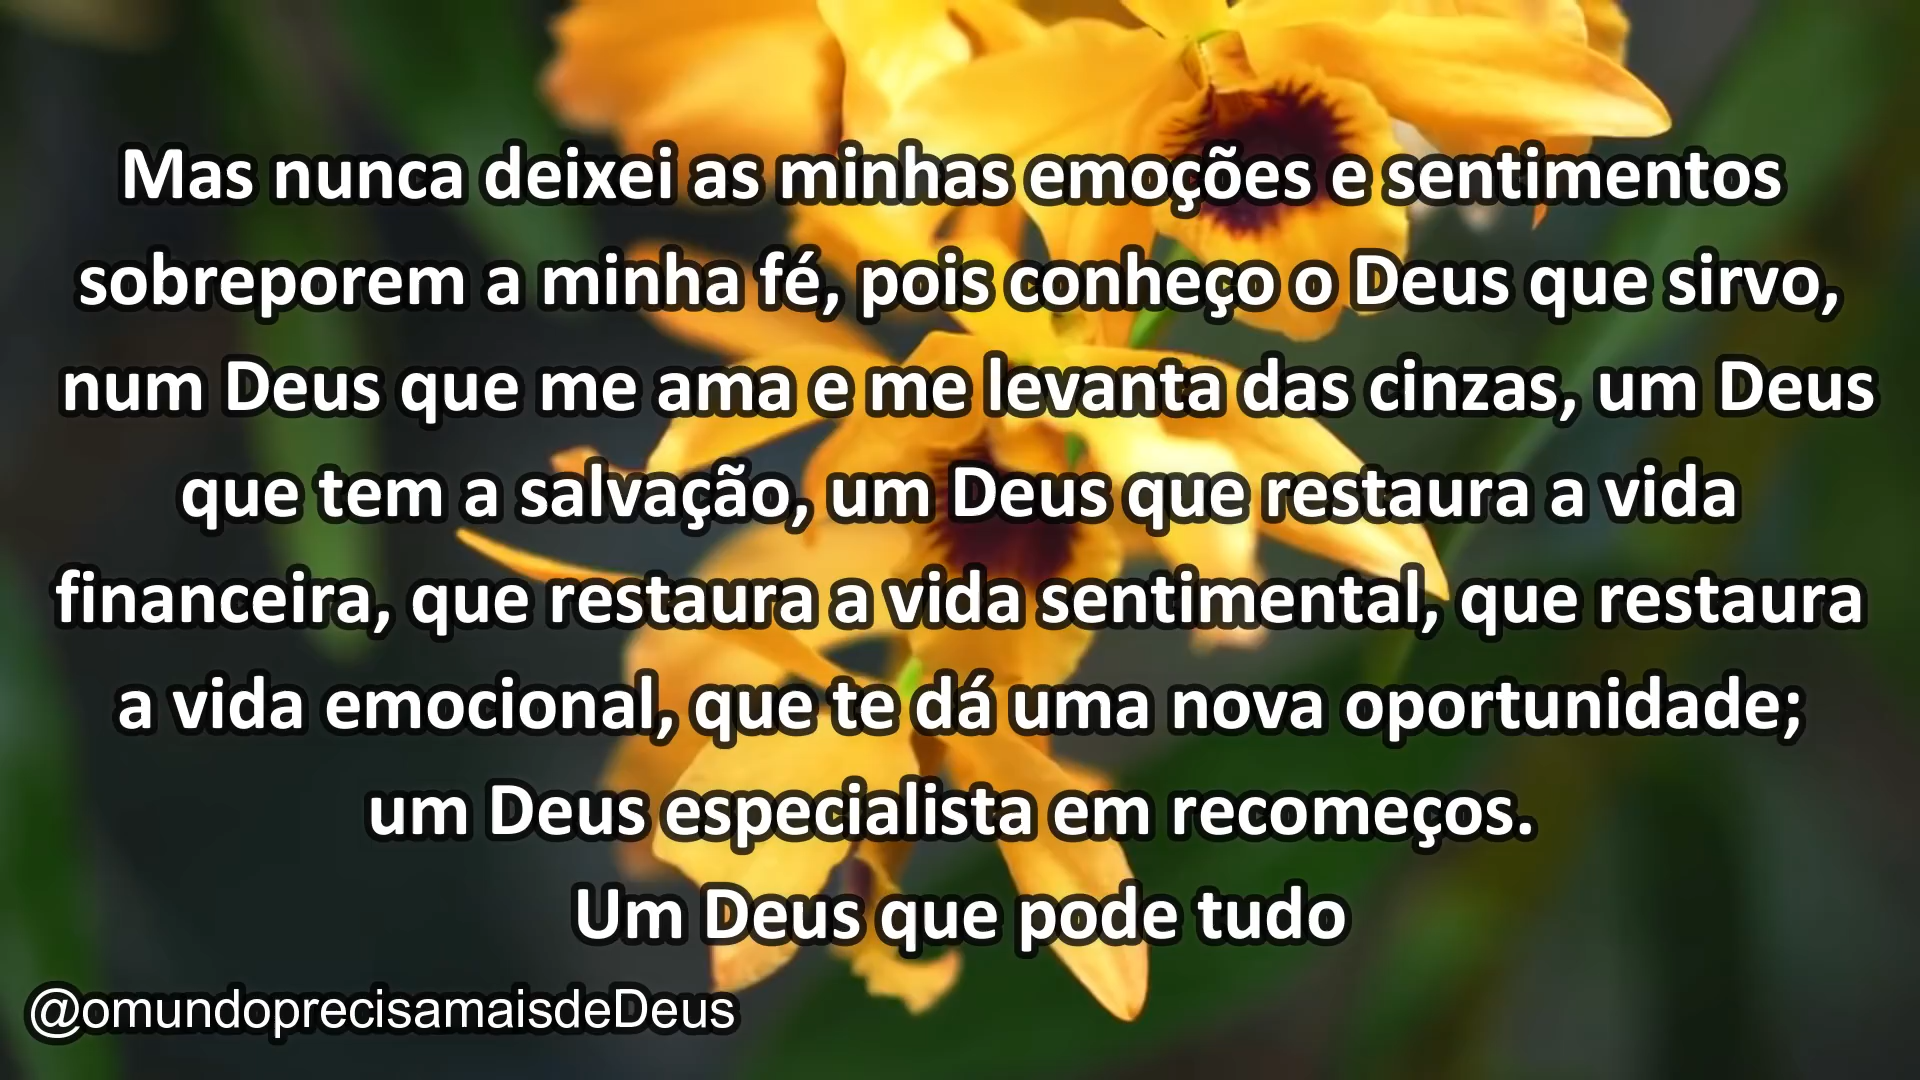 Mas nunca deixei as minhas emoções e sentimentos
sobreporem a minha fé, pois conheço o Deus que sirvo,
num Deus que me ama e me levanta das cinzas, um Deus
que tem a salvação, um Deus que restaura a vida
financeira, que restaura a vida sentimental, que restaura
a vida emocional, que te dá uma nova oportunidade;
um Deus especialista em recomeços.
Um Deus que pode tudo
@omundoprecisamaisdeDeus